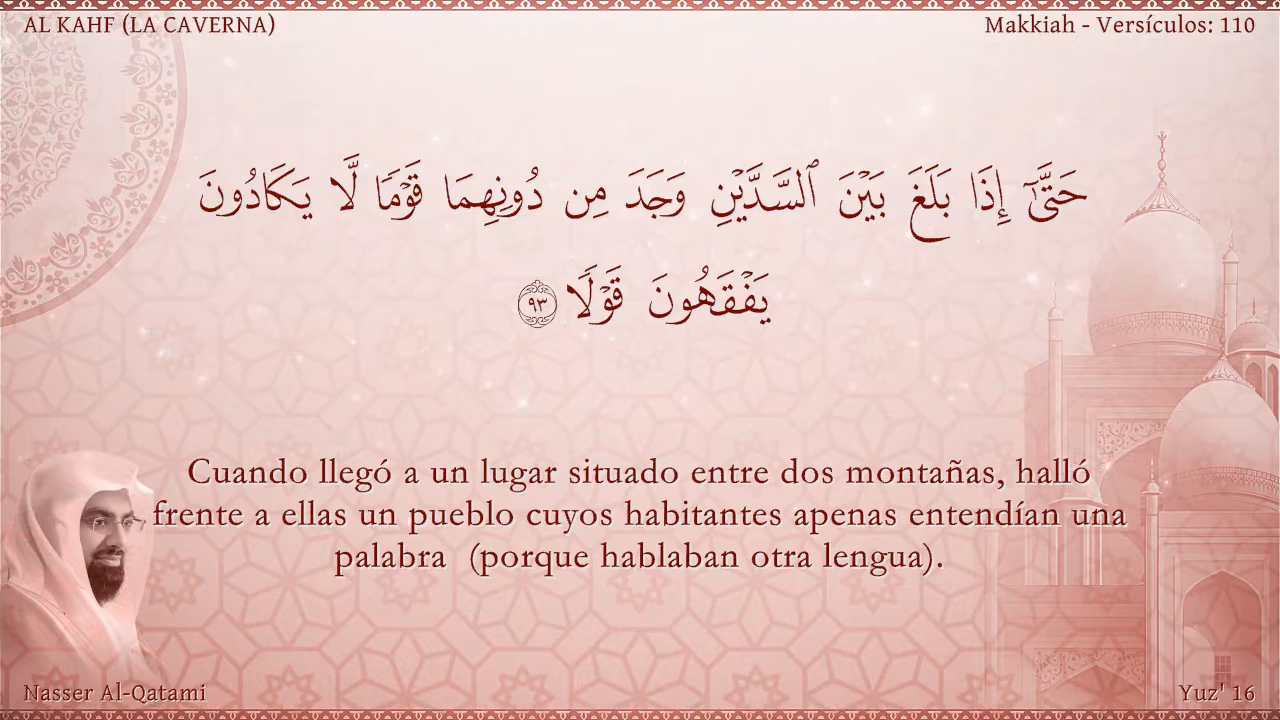 AL KAHF (LA CAVERNA)
Makkiah - Versículos: 110
حَتَّىٰٓ إِذَا بَلَغَ بَيْنَ ٱلسَّدَّيْنِ وَجَدَ مِن دُونِهِمَا قَوْمًا لَّا يَكَادُونَ
يَفْقَهُونَ قَوْلًا ٩٣
Cuando llegó a un lugar situado entre dos montañas, halló
frente a ellas un pueblo cuyos habitantes apenas entendían una
palabra (porque hablaban otra lengua).
Nasser Al-Qatami
Yuz' 16